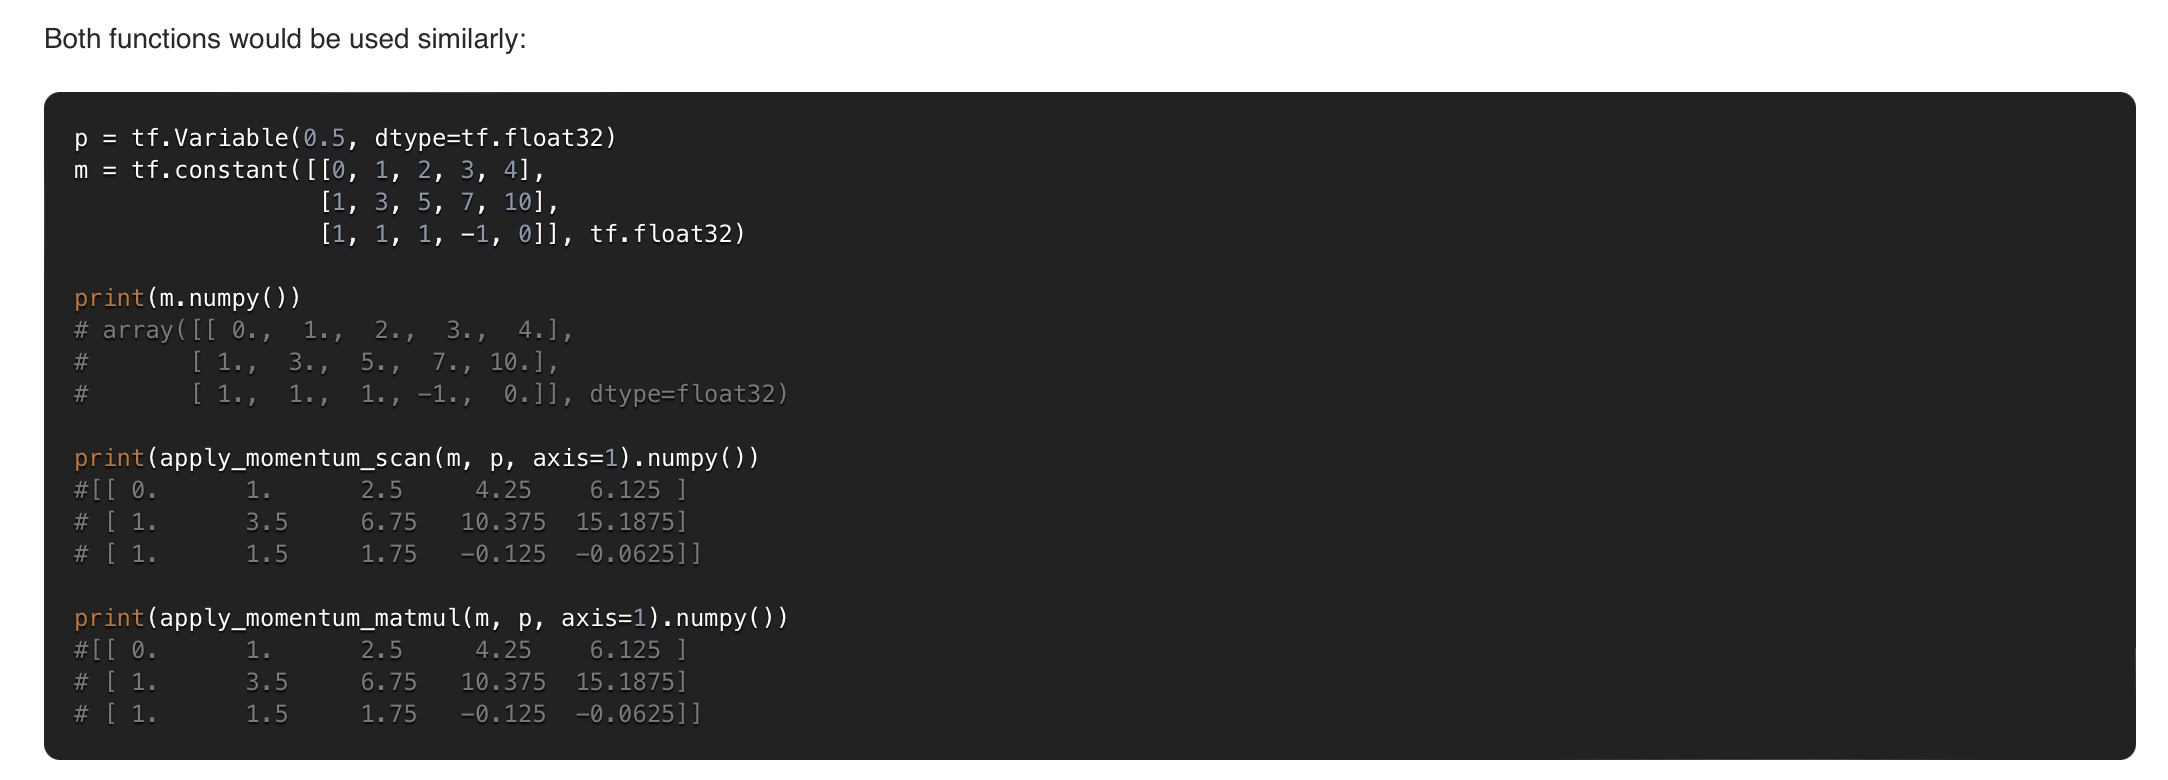 Both functions would be used similarly:
p = tf.Variable(0.5, dtype=tf.float32)
m = tf.constant([[0, 1, 2, 3, 4],
                 [1, 3, 5, 7, 10],
                 [1, 1, 1, -1, 0]], tf.float32)
print(m.numpy())
# array([[ 0.,  1.,  2.,  3.,  4.],
#       [ 1.,  3.,  5.,  7., 10.],
#       [ 1.,  1.,  1., -1.,  0.]], dtype=float32)
print(apply_momentum_scan(m, p, axis=1).numpy())
#[[ 0.      1.      2.5     4.25    6.125 ]
# [ 1.      3.5     6.75   10.375  15.1875]
# [ 1.      1.5     1.75   -0.125  -0.0625]]
print(apply_momentum_matmul(m, p, axis=1).numpy())
#[[ 0.      1.      2.5     4.25    6.125 ]
# [ 1.      3.5     6.75   10.375  15.1875]
# [ 1.      1.5     1.75   -0.125  -0.0625]]